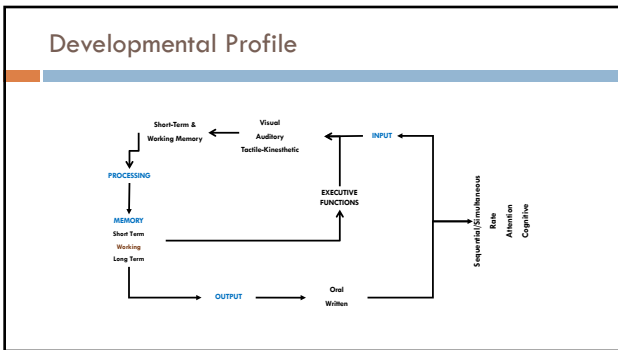 Developmental Profile
Short-Term &
Working Memory
Visual
Auditory
Tactile-Kinesthetic
INPUT
PROCESSING
EXECUTIVE
FUNCTIONS
MEMORY
Short Term
Working
Long Term
OUTPUT
Oral
Written
Sequential/Simultaneous
Rate
Attention
Cognitive